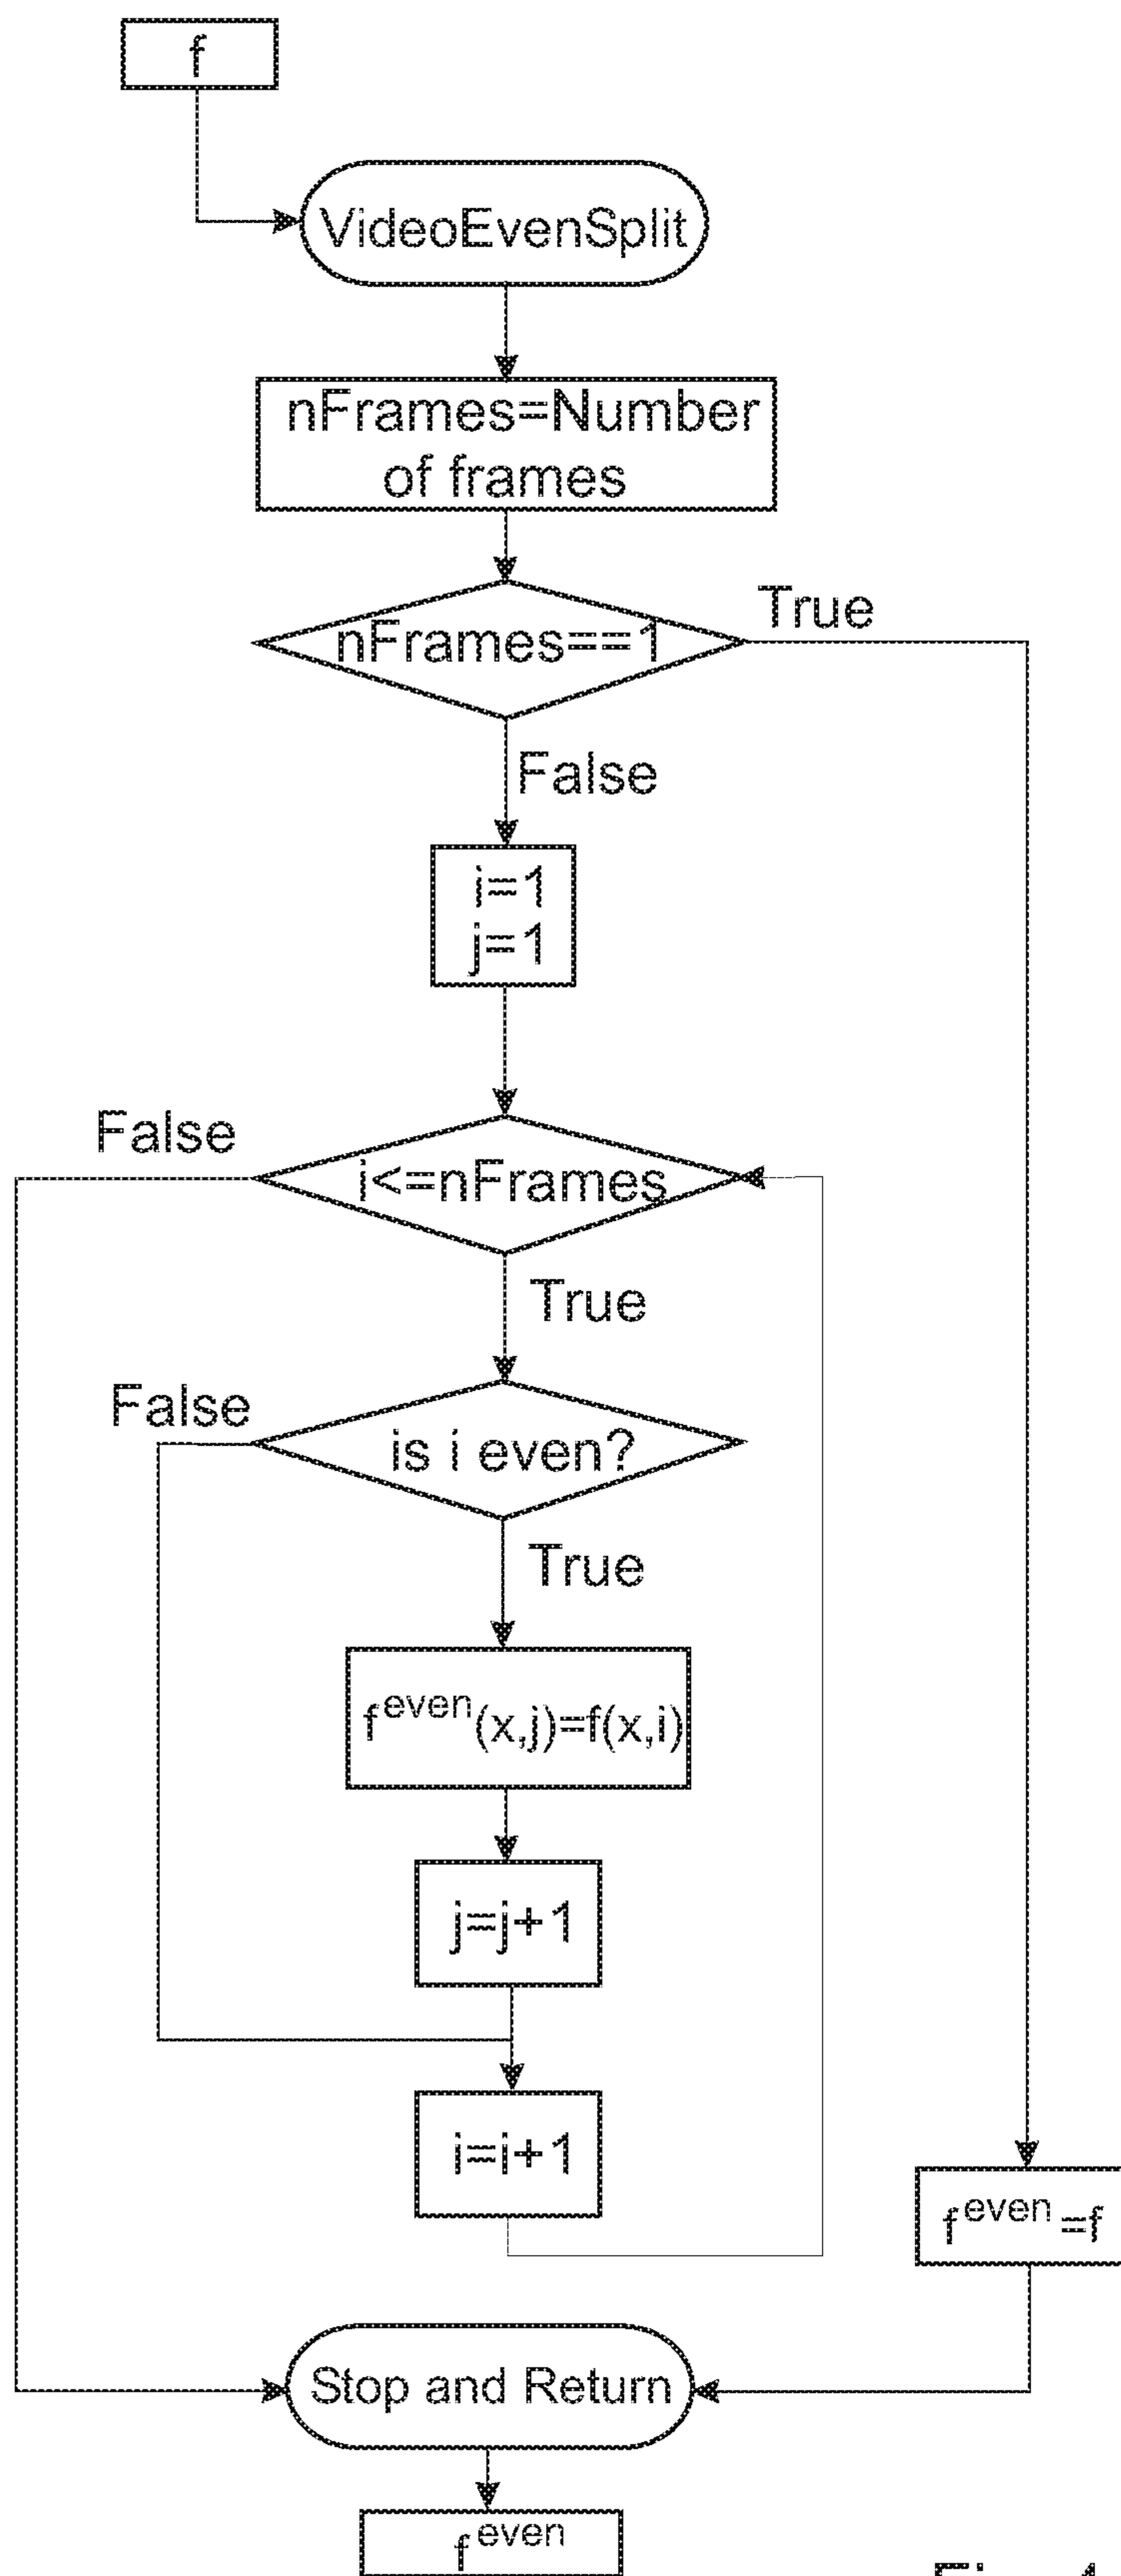 f
VideoEvenSplit
nFrames=Number
of frames
nFrames==1
True
False
i=1
j=1
False
i<=nFrames
True
False
is i even?
True
f^even(x,j)=f(x,i)
j=j+1
i=i+1
f^even=f
Stop and Return
f^even